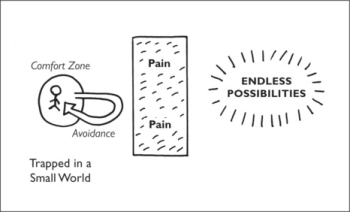 Comfort Zone
Avoidance
Trapped in a
Small World
Pain
Pain
ENDLESS
POSSIBILITIES